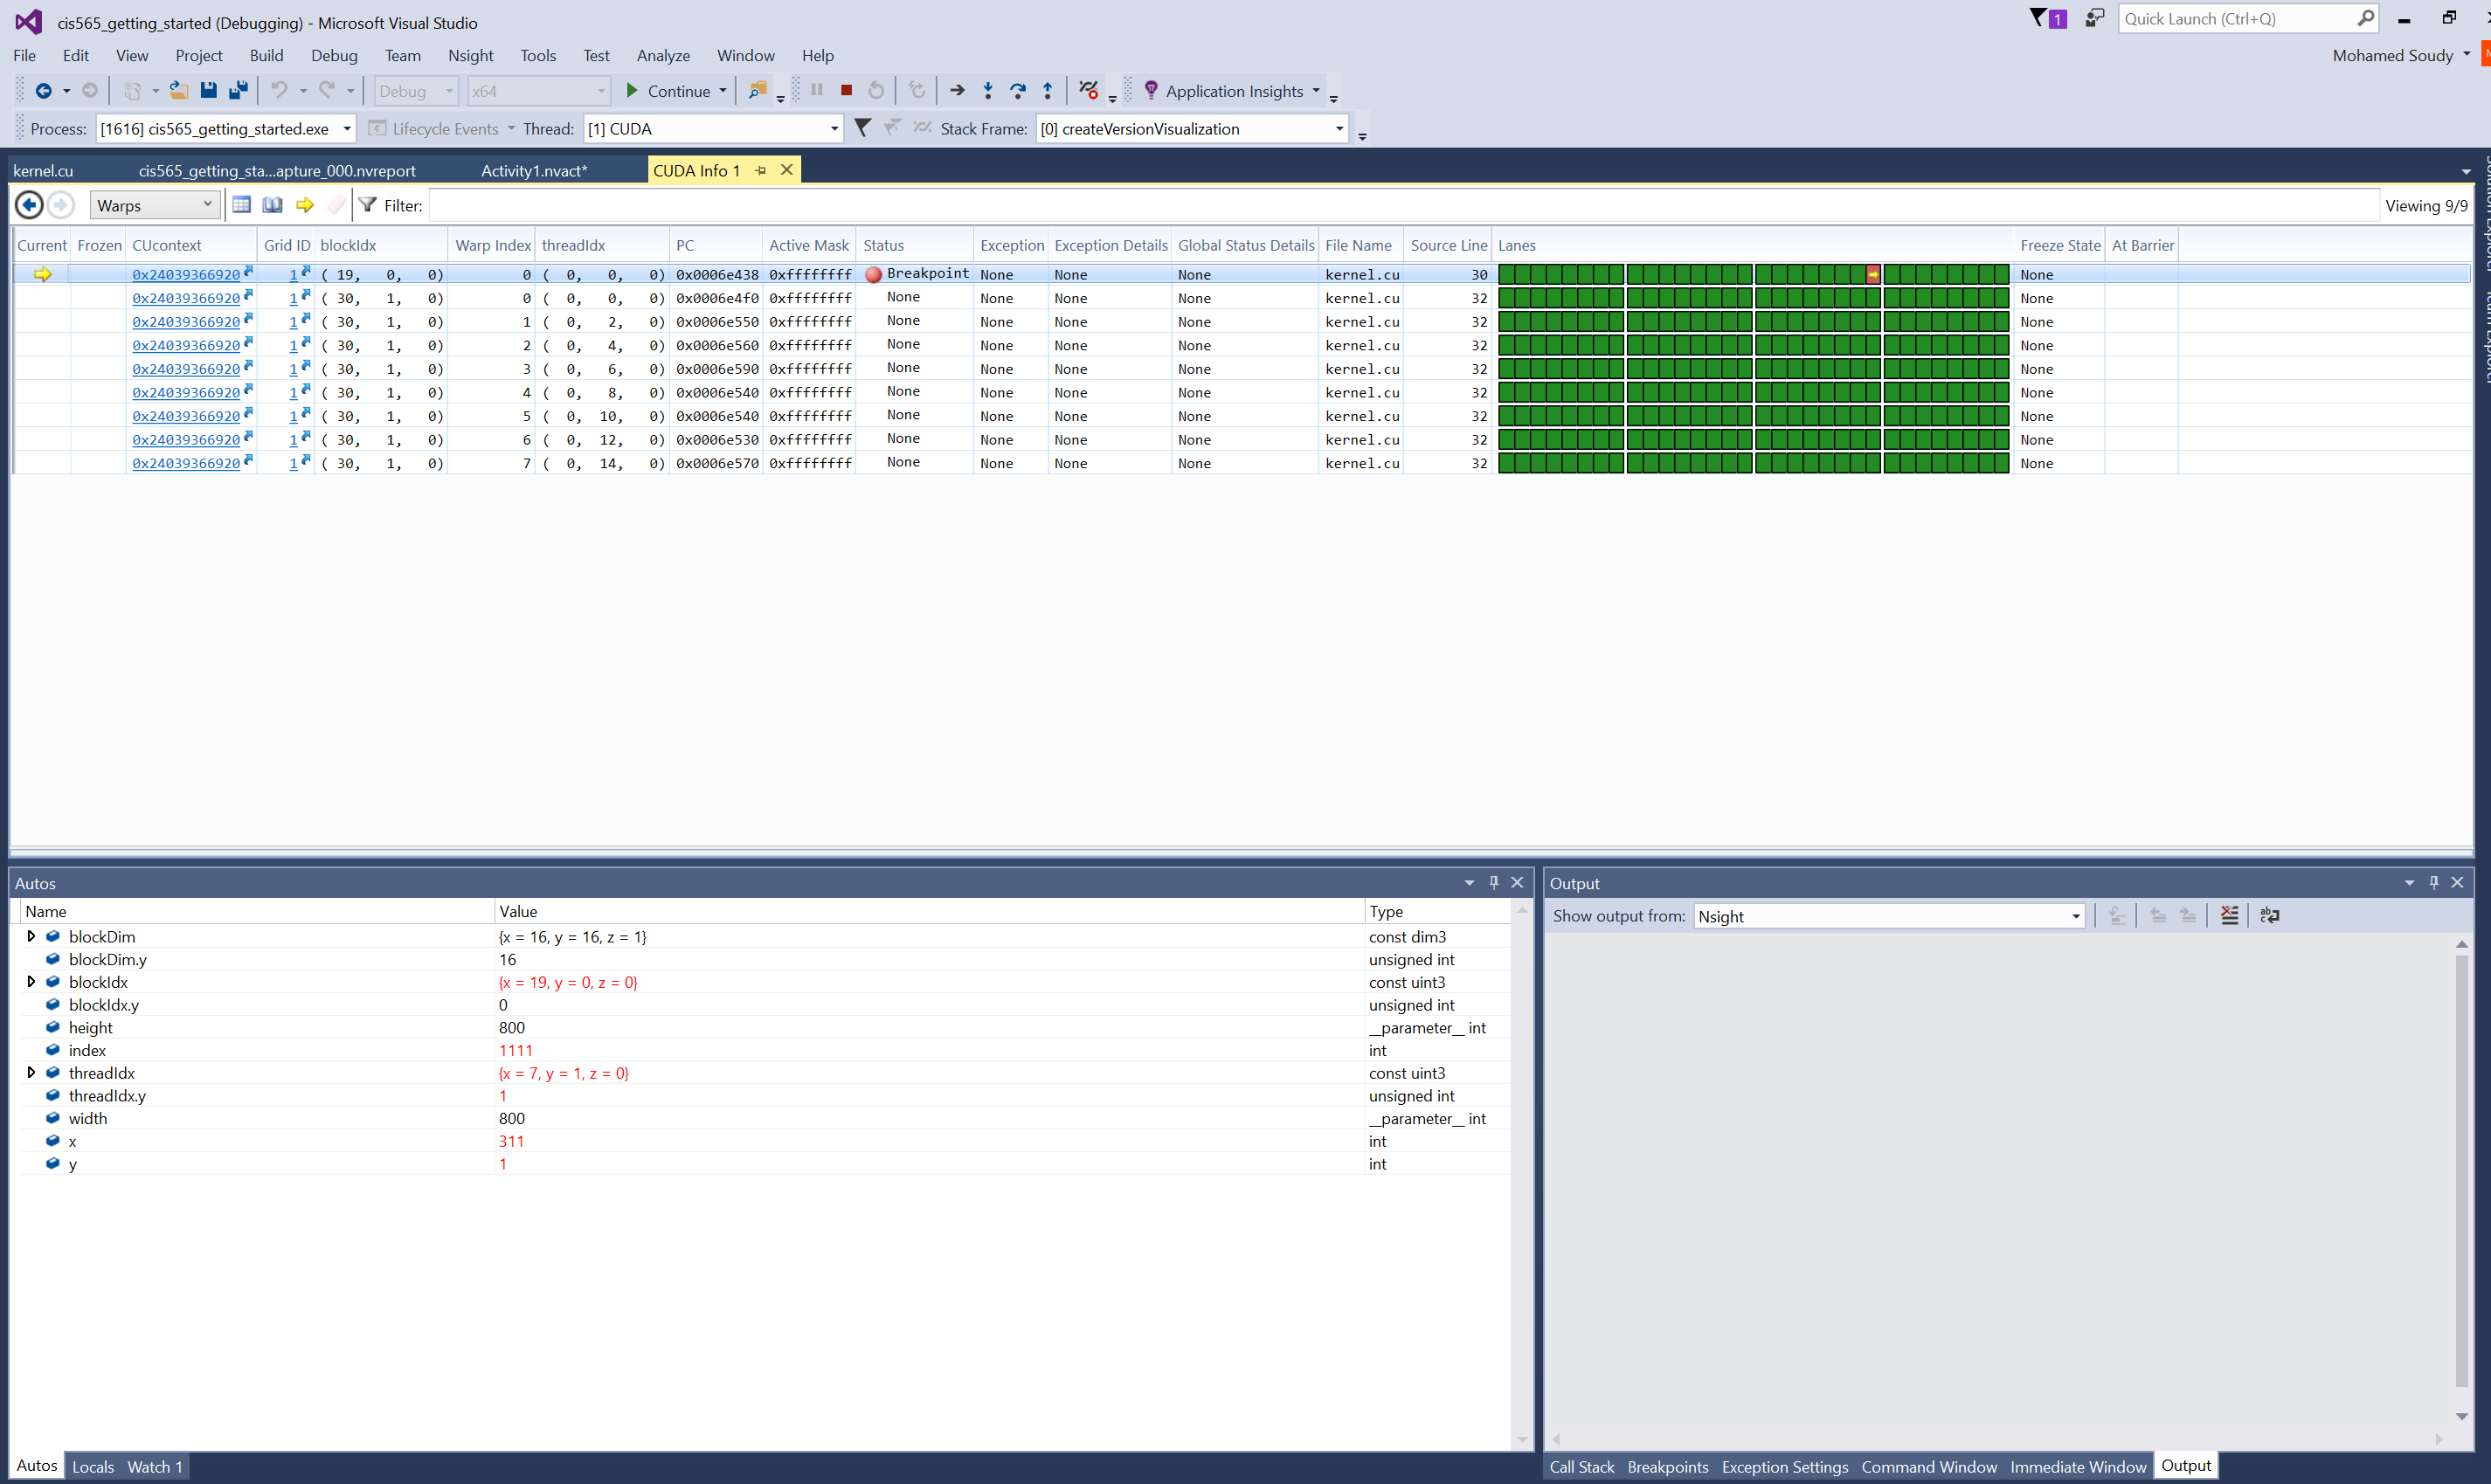 cis565_getting_started (Debugging) - Microsoft Visual Studio
1
Quick Launch (Ctrl+Q)
File Edit View Project Build Debug Team Nsight Tools Test Analyze Window Help
Mohamed Soudy
Debug x64 Continue Application Insights
Process: [1616] cis565_getting_started.exe Lifecycle Events Thread: [1] CUDA Stack Frame: [0] createVersionVisualization
kernel.cu cis565_getting_sta...apture_000.nvreport Activity1.nvact* CUDA Info 1
Warps Filter: Viewing 9/9
Current Frozen CUcontext Grid ID blockIdx Warp Index threadIdx PC Active Mask Status Exception Exception Details Global Status Details File Name Source Line Lanes Freeze State At Barrier
0x24039366920 1 ( 19, 0, 0) 0 ( 0, 0, 0) 0x0006e438 0xffffffff Breakpoint None None None kernel.cu 30 None
0x24039366920 1 ( 30, 1, 0) 0 ( 0, 0, 0) 0x0006e4f0 0xffffffff None None None None kernel.cu 32 None
0x24039366920 1 ( 30, 1, 0) 1 ( 0, 2, 0) 0x0006e550 0xffffffff None None None None kernel.cu 32 None
0x24039366920 1 ( 30, 1, 0) 2 ( 0, 4, 0) 0x0006e560 0xffffffff None None None None kernel.cu 32 None
0x24039366920 1 ( 30, 1, 0) 3 ( 0, 6, 0) 0x0006e590 0xffffffff None None None None kernel.cu 32 None
0x24039366920 1 ( 30, 1, 0) 4 ( 0, 8, 0) 0x0006e540 0xffffffff None None None None kernel.cu 32 None
0x24039366920 1 ( 30, 1, 0) 5 ( 0, 10, 0) 0x0006e540 0xffffffff None None None None kernel.cu 32 None
0x24039366920 1 ( 30, 1, 0) 6 ( 0, 12, 0) 0x0006e530 0xffffffff None None None None kernel.cu 32 None
0x24039366920 1 ( 30, 1, 0) 7 ( 0, 14, 0) 0x0006e570 0xffffffff None None None None kernel.cu 32 None
Autos
Name Value Type
blockDim {x = 16, y = 16, z = 1} const dim3
blockDim.y 16 unsigned int
blockIdx {x = 19, y = 0, z = 0} const uint3
blockIdx.y 0 unsigned int
height 800 __parameter__ int
index 1111 int
threadIdx {x = 7, y = 1, z = 0} const uint3
threadIdx.y 1 unsigned int
width 800 __parameter__ int
x 311 int
y 1 int
Autos Locals Watch 1
Output
Show output from: Nsight
Call Stack Breakpoints Exception Settings Command Window Immediate Window Output